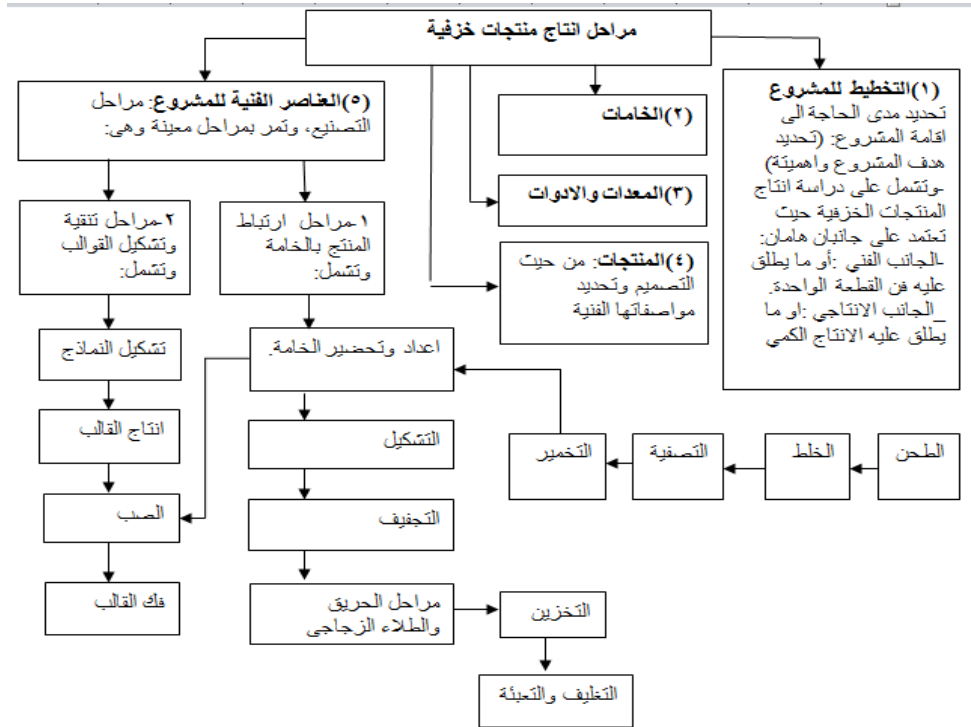 مراحل انتاج منتجات خزفية
(١)التخطيط للمشروع
تحديد مدى الحاجة الى
اقامة المشروع: (تحديد
هدف المشروع واهميتة)
-وتشمل على دراسة انتاج
المنتجات الخزفية حيث
تعتمد على جانبان هامان:
-الجانب الفني :أو ما يطلق
عليه فن القطعة الواحدة.
_الجانب الانتاجي :او ما
يطلق عليه الانتاج الكمي
(٢)الخامات
(٣)المعدات والادوات
(٤)المنتجات: من حيث
التصميم وتحديد
مواصفاتها الفنية
(٥)العناصر الفنية للمشروع: مراحل
التصنيع، وتمر بمراحل معينة وهى:
١-مراحل ارتباط
المنتج بالخامة
وتشمل:
٢-مراحل تنقية
وتشكيل القوالب
وتشمل:
اعداد وتحضير الخامة.
تشكيل النماذج
انتاج القالب
الصب
فك القالب
الطحن
الخلط
التصفية
التخمير
التشكيل
التجفيف
مراحل الحريق
والطلاء الزجاجى
التخزين
التغليف والتعبئة